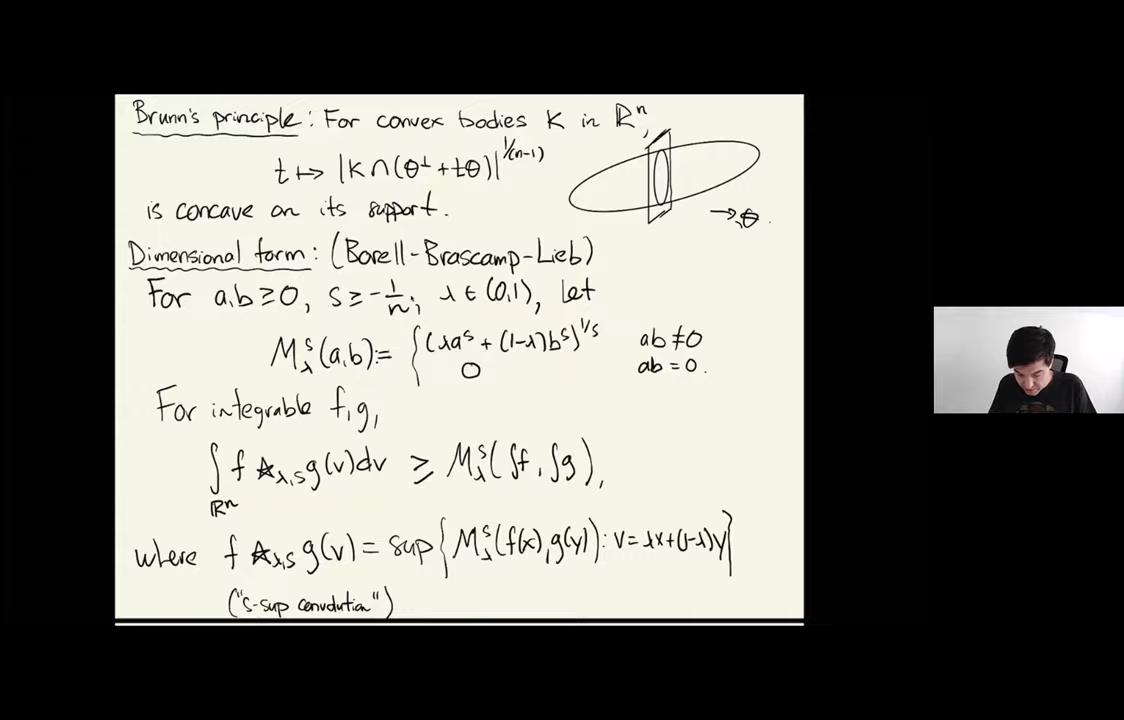 Brunn's principle: For convex bodies K in ℝⁿ,
t ↦ |K∩(θ^⊥ + tθ)|^{1/(n-1)}
is concave on its support.
→ θ.
Dimensional form: (Borell-Brascamp-Lieb)
For a,b ≥ 0, s ≥ -1/n, λ ∈ (0,1), let
M_λ^s(a,b) := { (λa^s + (1-λ)b^s)^{1/s} ab ≠ 0
0 ab = 0.
For integrable f, g,
∫_{ℝⁿ} f ☆_{λ,s} g(v)dv ≥ M_λ^s(∫f, ∫g),
where f ☆_{λ,s} g(v) = sup{M_λ^s(f(x), g(y)) : v = λx+(1-λ)y}
("s-sup convolution")